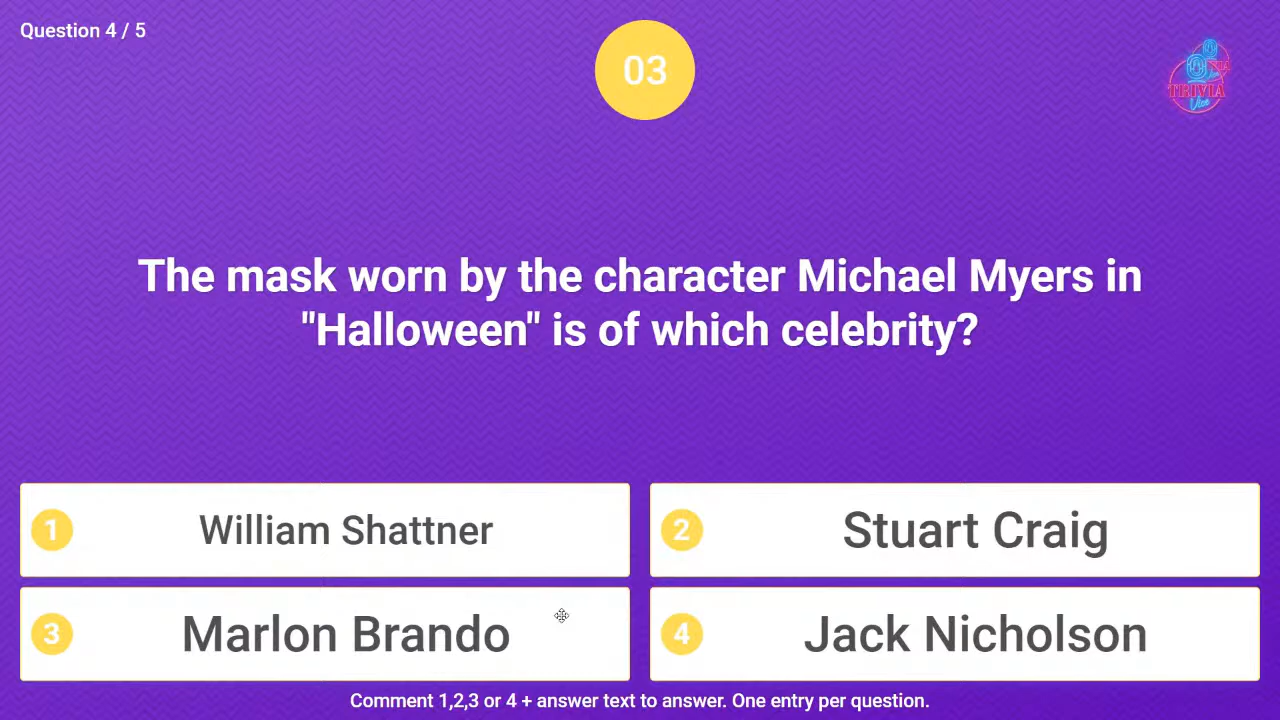 Question 4 / 5
03
TRIVIA
Vibe
The mask worn by the character Michael Myers in
"Halloween" is of which celebrity?
1 William Shattner
2 Stuart Craig
3 Marlon Brando
4 Jack Nicholson
Comment 1,2,3 or 4 + answer text to answer. One entry per question.